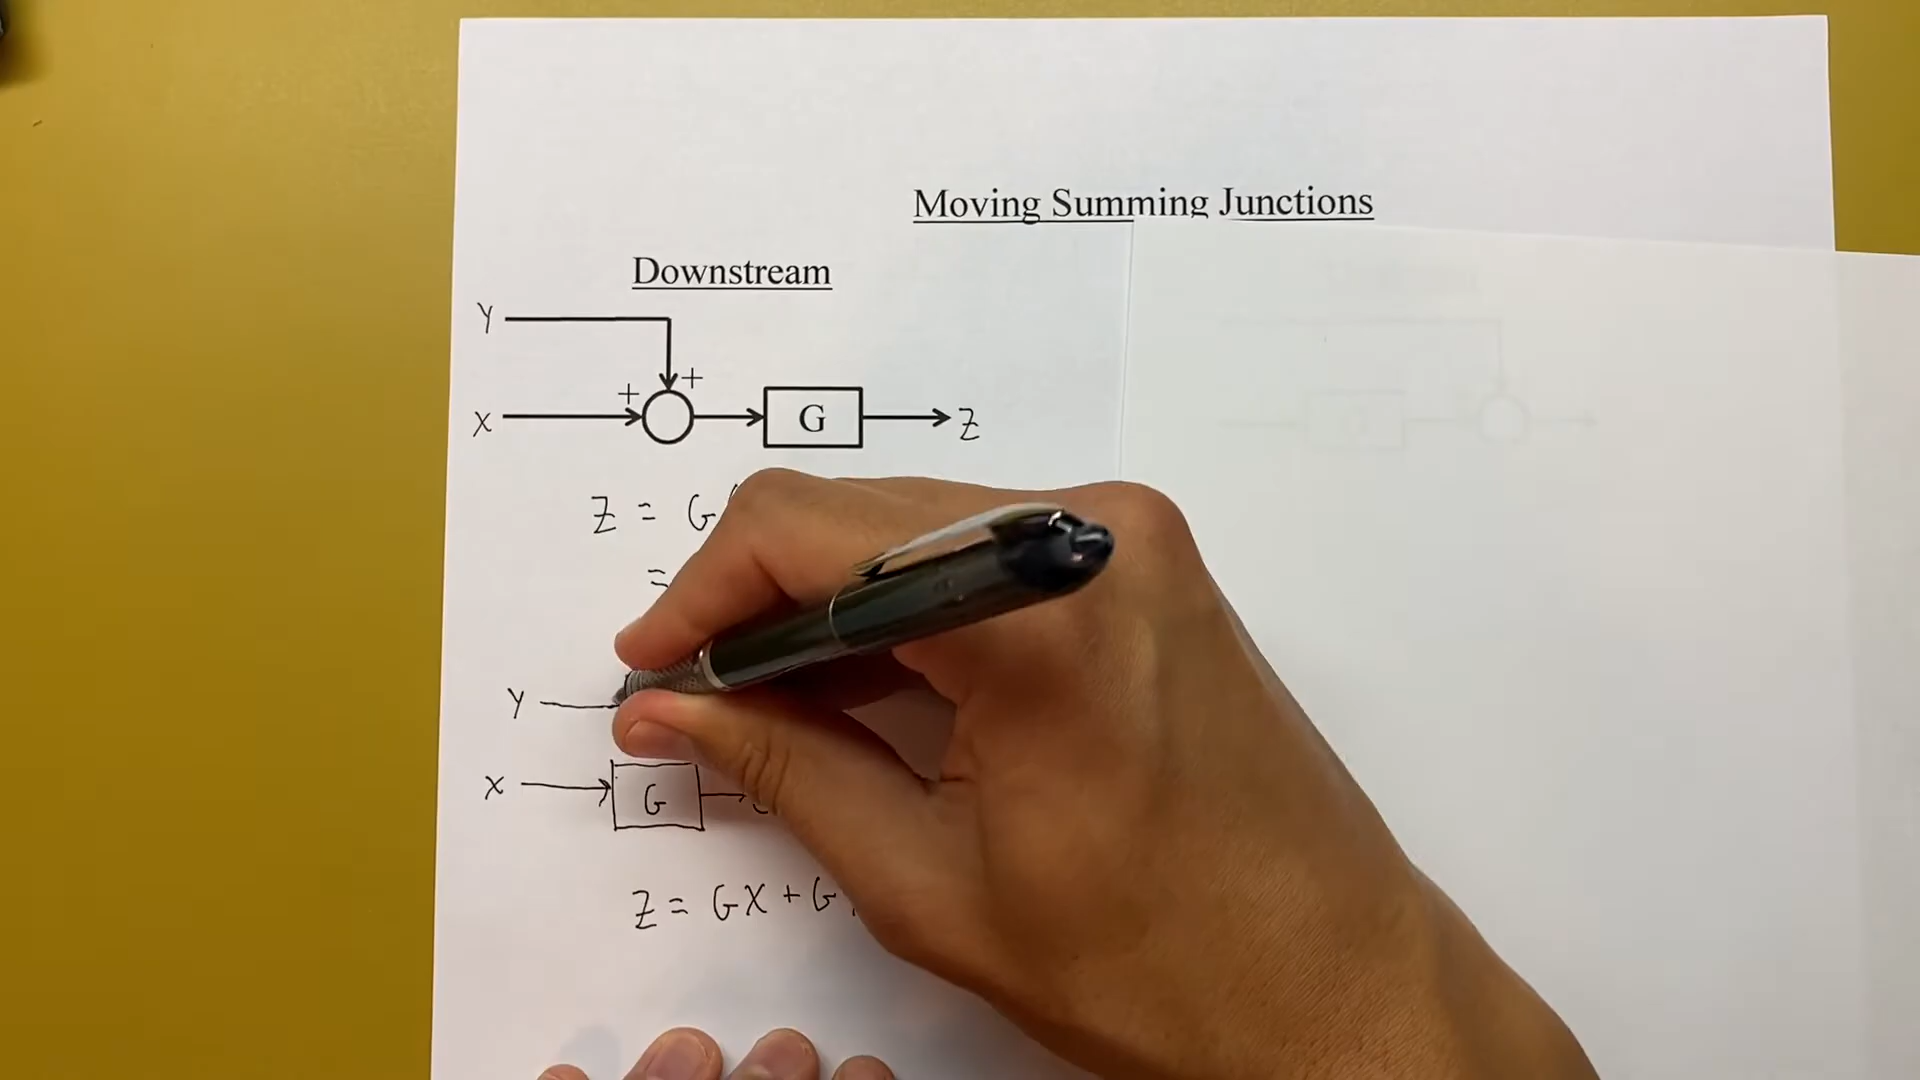 Moving Summing Junctions
Downstream
Y
+
+
X
G
Z
Z = G
=
Y
X
G
Z = GX + G